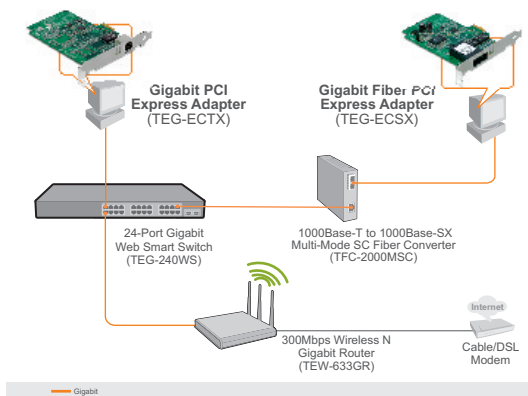 Gigabit PCI
Express Adapter
(TEG-ECTX)
Gigabit Fiber PCI
Express Adapter
(TEG-ECSX)
24-Port Gigabit
Web Smart Switch
(TEG-240WS)
1000Base-T to 1000Base-SX
Multi-Mode SC Fiber Converter
(TFC-2000MSC)
300Mbps Wireless N
Gigabit Router
(TEW-633GR)
Internet
Cable/DSL
Modem
Gigabit